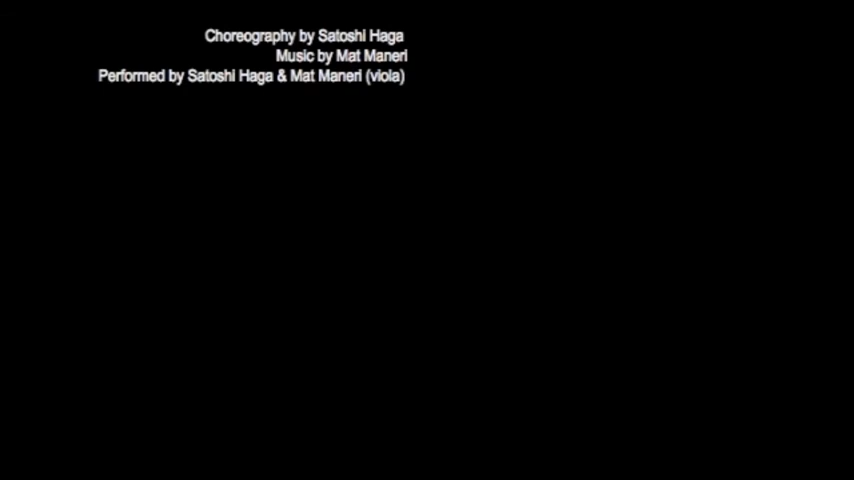 Choreography by Satoshi Haga
Music by Mat Maneri
Performed by Satoshi Haga & Mat Maneri (viola)